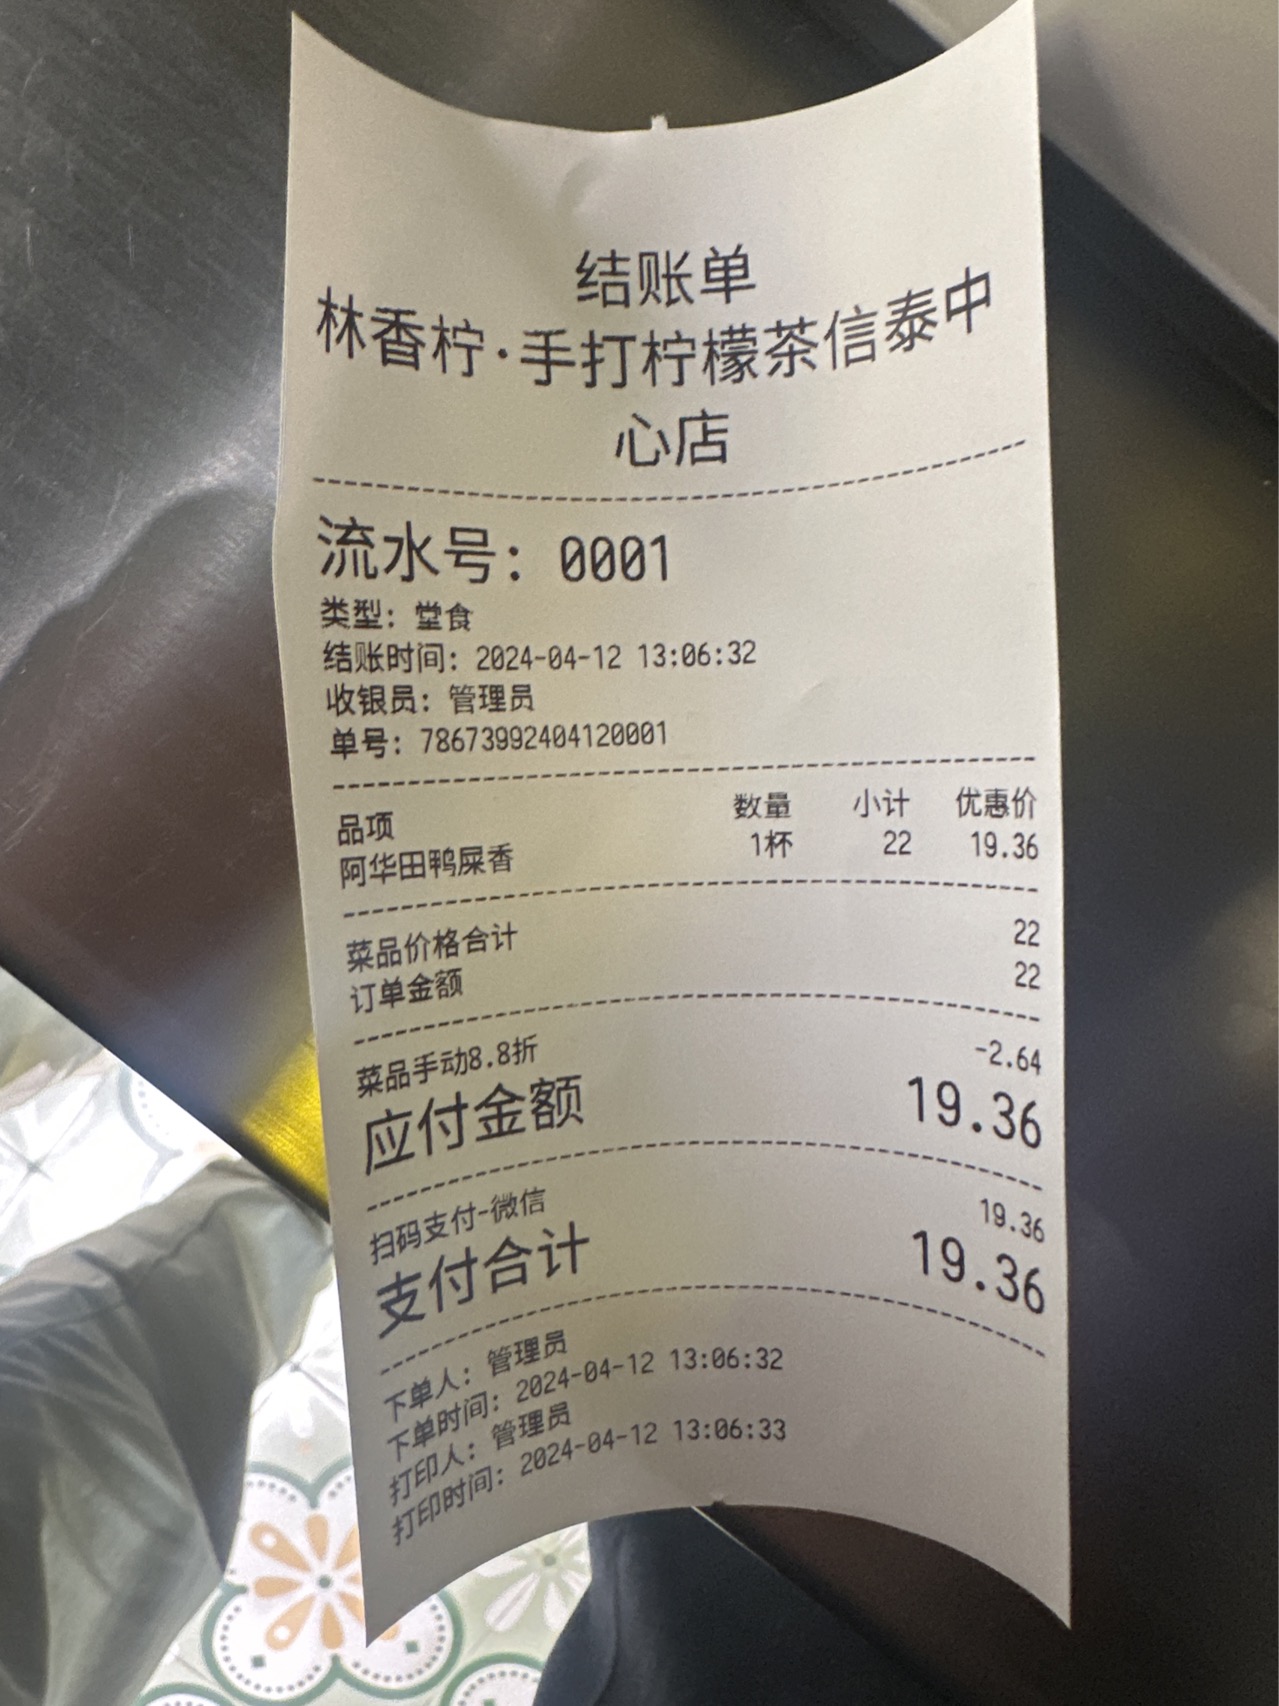 结账单
林香柠·手打柠檬茶信泰中
心店
流水号：0001
类型：堂食
结账时间：2024-04-12 13:06:32
收银员：管理员
单号：78673992404120001
品项 数量 小计 优惠价
阿华田鸭屎香 1杯 22 19.36
菜品价格合计 22
订单金额 22
菜品手动8.8折 -2.64
应付金额 19.36
扫码支付-微信 19.36
支付合计 19.36
下单人：管理员
下单时间：2024-04-12 13:06:32
打印人：管理员
打印时间：2024-04-12 13:06:33